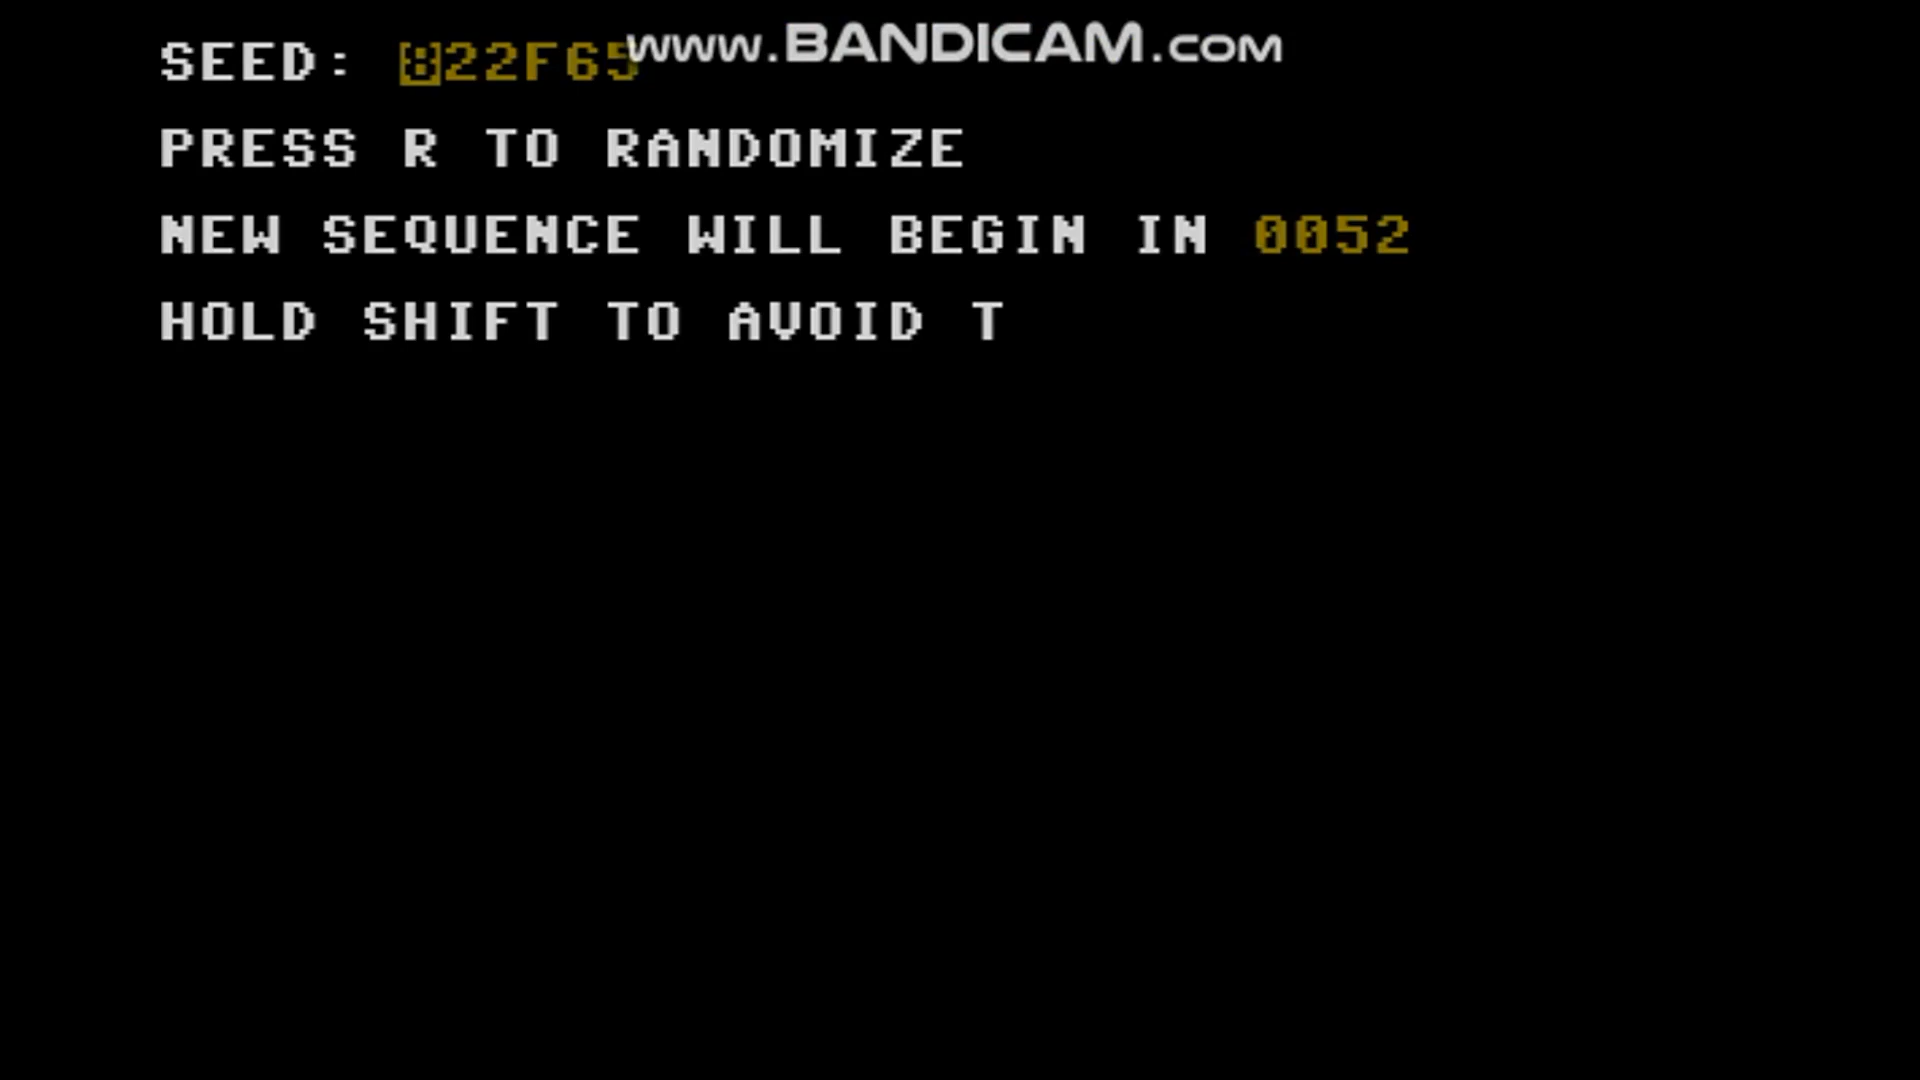 SEED: 822F65 www.BANDICAM.COM
PRESS R TO RANDOMIZE
NEW SEQUENCE WILL BEGIN IN 0052
HOLD SHIFT TO AVOID T